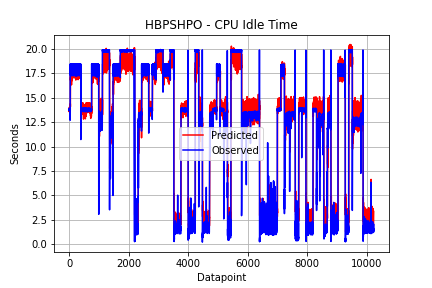 HBPSHPO - CPU Idle Time
Seconds
20.0
17.5
15.0
12.5
10.0
7.5
5.0
2.5
0.0
Predicted
Observed
0 2000 4000 6000 8000 10000
Datapoint